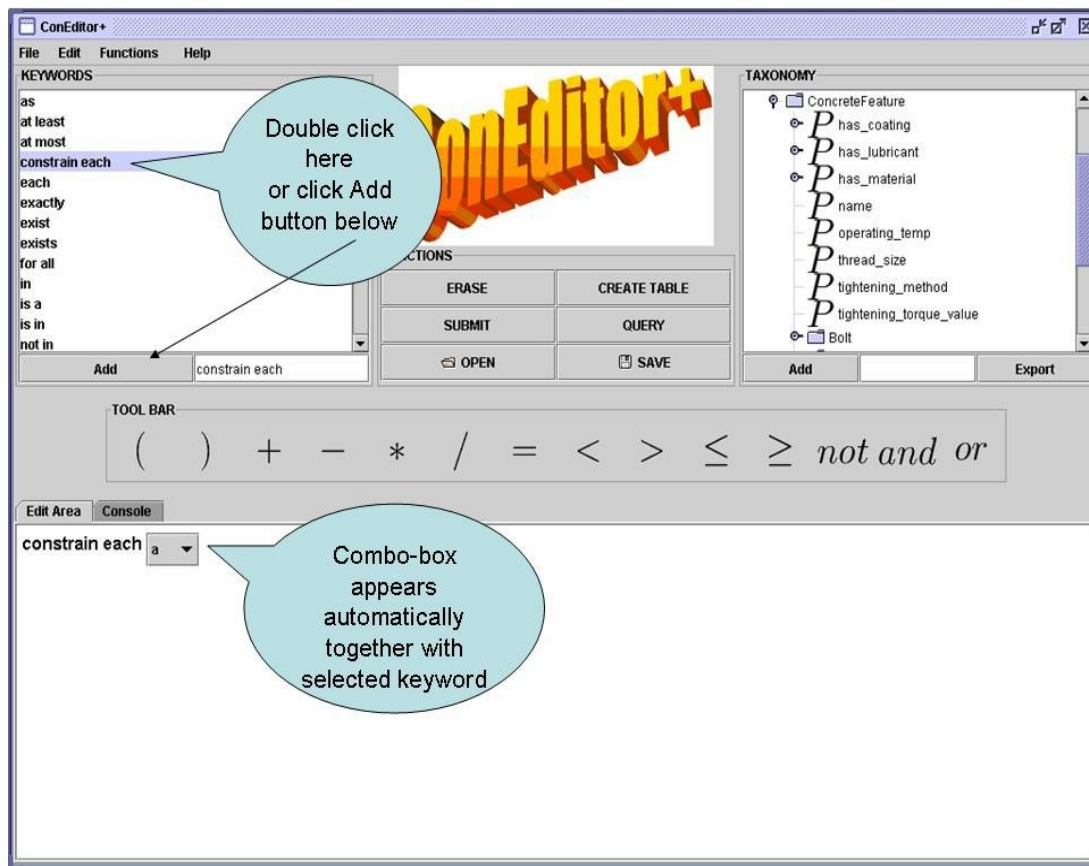 ConEditor+
File Edit Functions Help
KEYWORDS
as
at least
at most
constrain each
each
exactly
exist
exists
for all
in
is a
is in
not in
Add
constrain each
Double click
here
or click Add
button below
ConEditor+
CTIONS
ERASE CREATE TABLE
SUBMIT QUERY
OPEN SAVE
TAXONOMY
ConcreteFeature
P has_coating
P has_lubricant
P has_material
P name
P operating_temp
P thread_size
P tightening_method
P tightening_torque_value
Bolt
Add Export
TOOL BAR
( ) + − * / = < > ≤ ≥ not and or
Edit Area Console
constrain each a
Combo-box
appears
automatically
together with
selected keyword